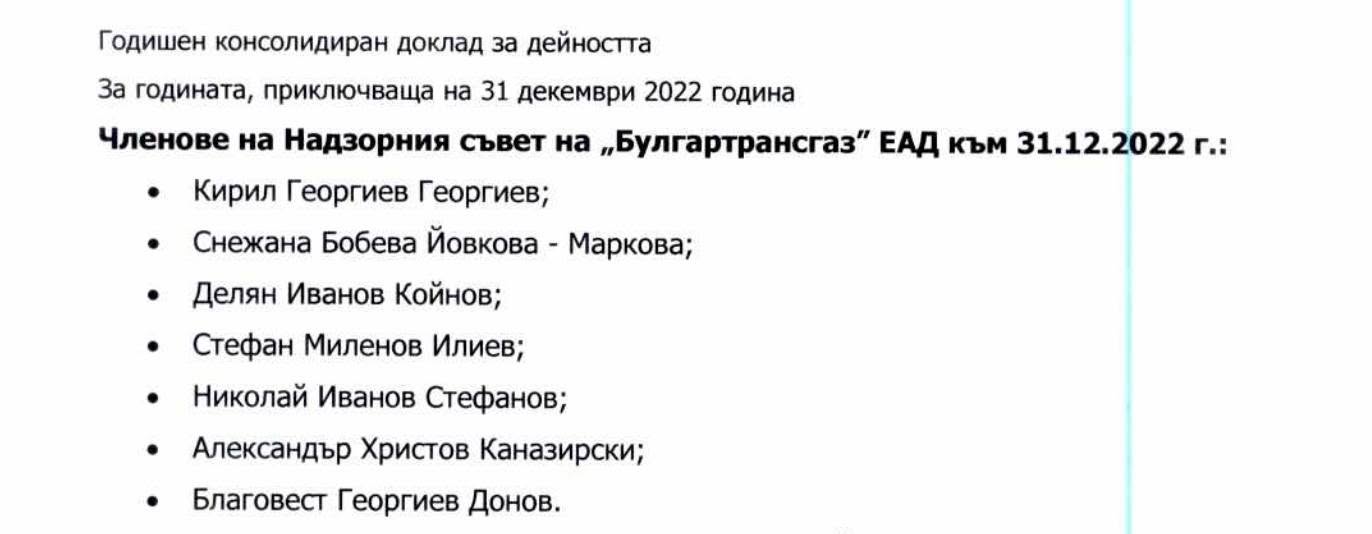 Годишен консолидиран доклад за дейността
За годината, приключваща на 31 декември 2022 година
Членове на Надзорния съвет на „Булгартрансгаз” ЕАД към 31.12.2022 г.:
• Кирил Георгиев Георгиев;
• Снежана Бобева Йовкова - Маркова;
• Делян Иванов Койнов;
• Стефан Миленов Илиев;
• Николай Иванов Стефанов;
• Александър Христов Каназирски;
• Благовест Георгиев Донов.